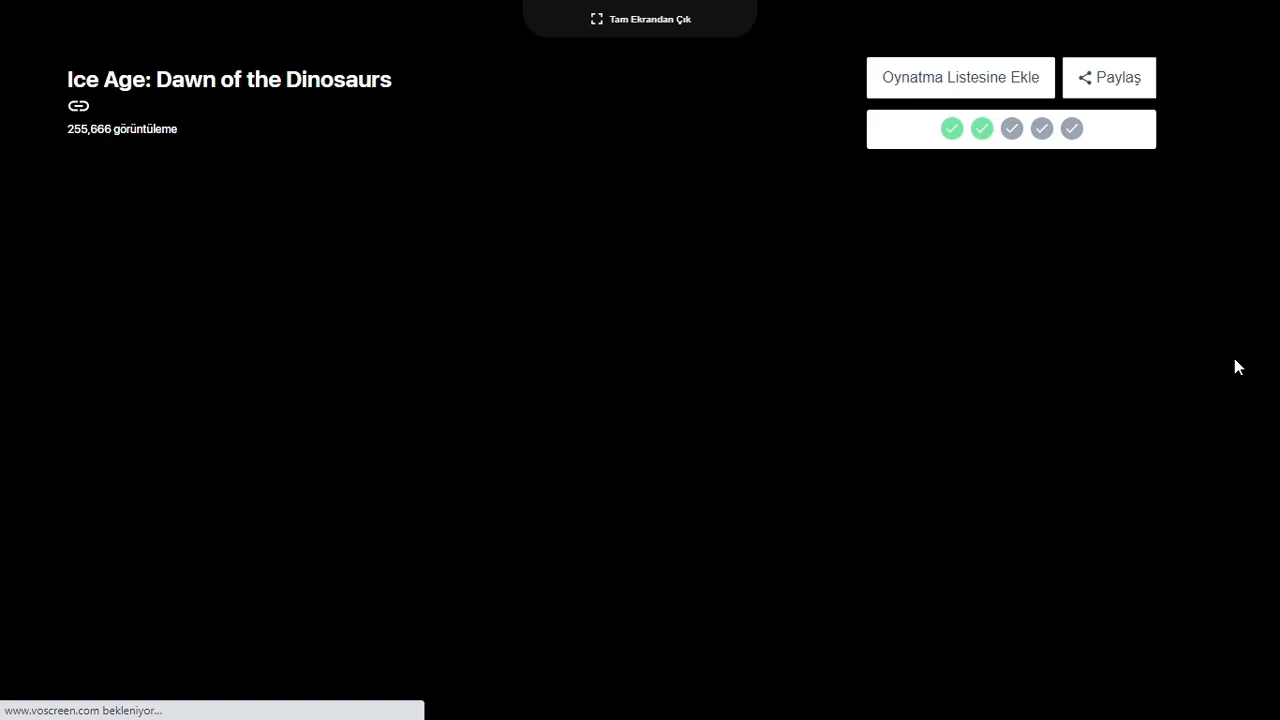 Tam Ekrandan Çık
Ice Age: Dawn of the Dinosaurs
Oynatma Listesine Ekle
Paylaş
255,666 görüntüleme
www.voscreen.com bekleniyor...